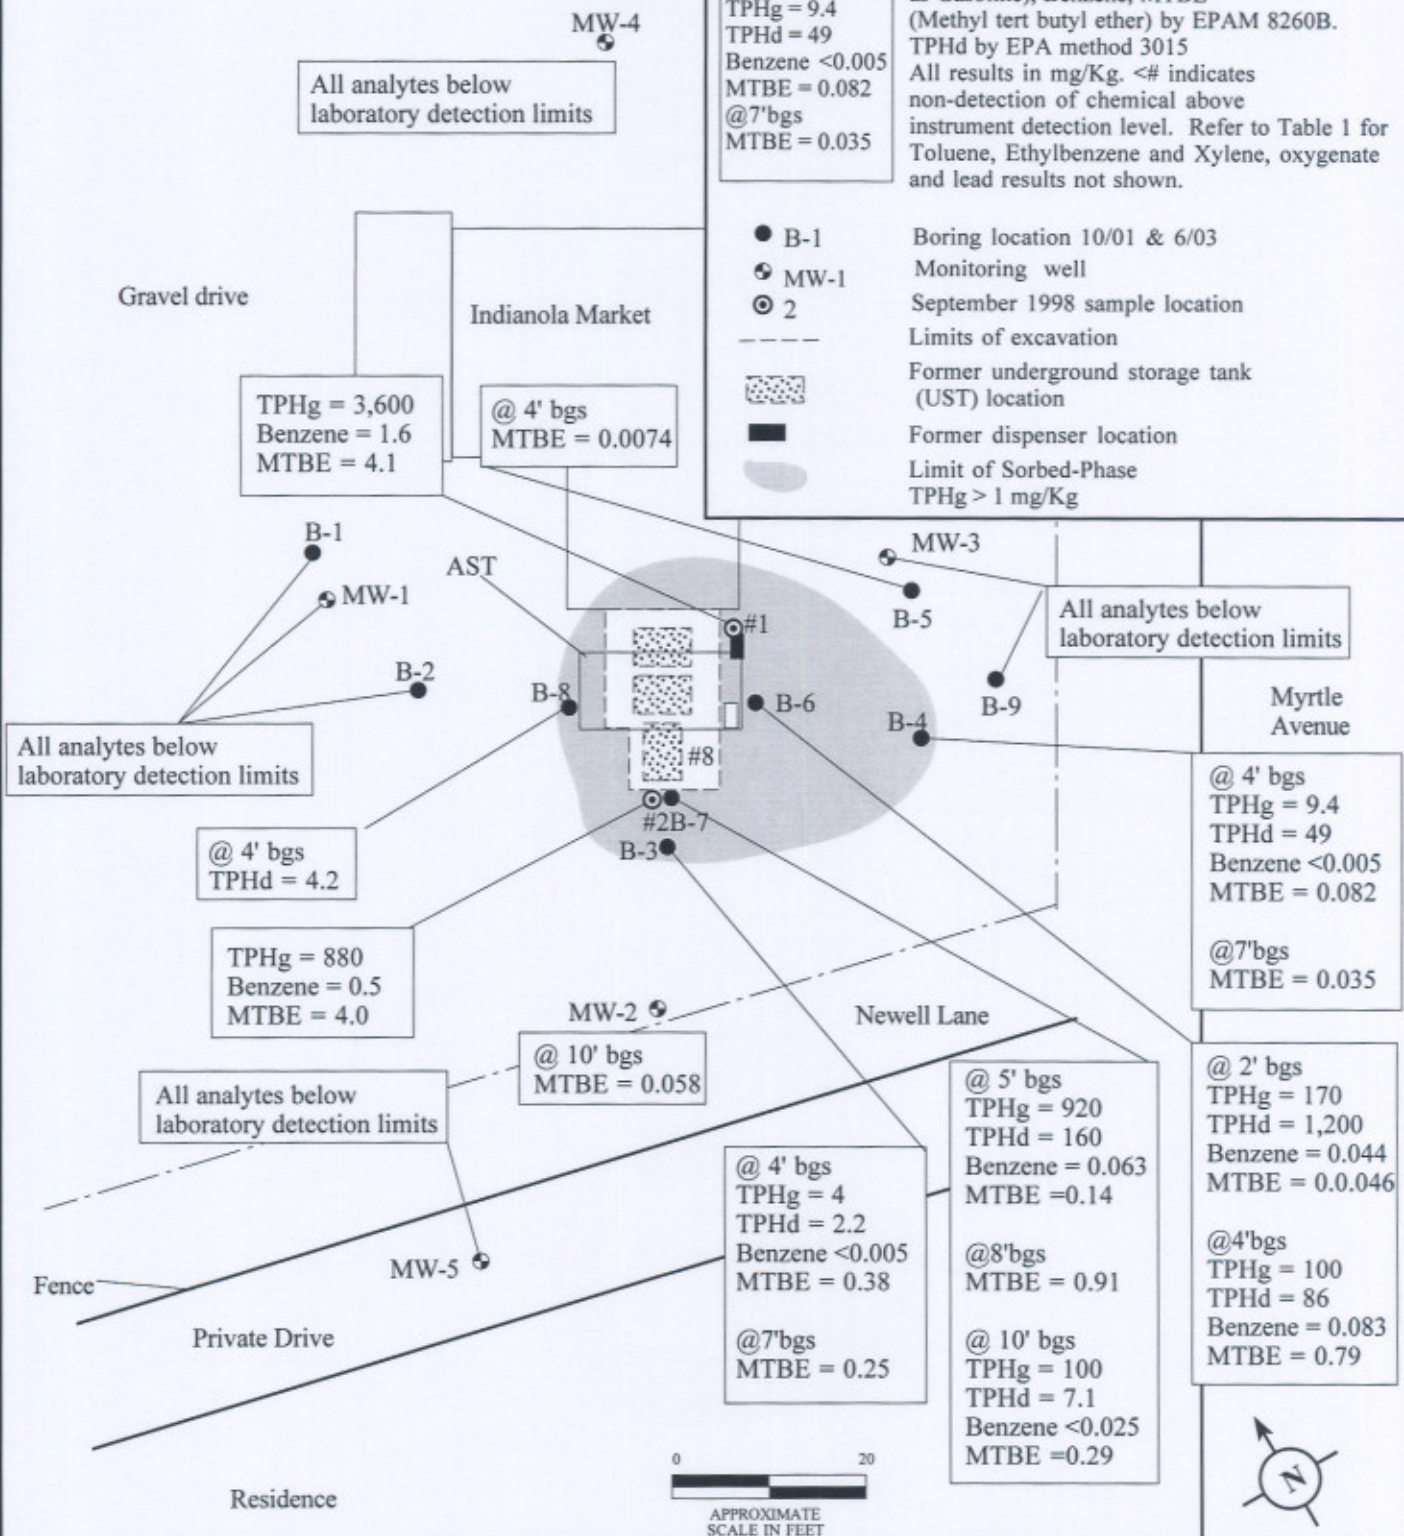 MW-4
All analytes below
laboratory detection limits
TPHg = 9.4
TPHd = 49
Benzene <0.005
MTBE = 0.082
@7'bgs
MTBE = 0.035
(Methyl tert butyl ether) by EPAM 8260B.
TPHd by EPA method 3015
All results in mg/Kg. <# indicates
non-detection of chemical above
instrument detection level. Refer to Table 1 for
Toluene, Ethylbenzene and Xylene, oxygenate
and lead results not shown.
B-1
Boring location 10/01 & 6/03
MW-1
Monitoring well
2
September 1998 sample location
Limits of excavation
Former underground storage tank
(UST) location
Former dispenser location
Limit of Sorbed-Phase
TPHg > 1 mg/Kg
Gravel drive
Indianola Market
TPHg = 3,600
Benzene = 1.6
MTBE = 4.1
@ 4' bgs
MTBE = 0.0074
B-1
MW-1
AST
B-2
B-8
#1
MW-3
B-5
All analytes below
laboratory detection limits
B-9
B-6
B-4
Myrtle
Avenue
All analytes below
laboratory detection limits
#8
#2B-7
B-3
@ 4' bgs
TPHd = 4.2
TPHg = 880
Benzene = 0.5
MTBE = 4.0
@ 4' bgs
TPHg = 9.4
TPHd = 49
Benzene <0.005
MTBE = 0.082
@7'bgs
MTBE = 0.035
MW-2
@ 10' bgs
MTBE = 0.058
Newell Lane
All analytes below
laboratory detection limits
MW-5
Fence
Private Drive
Residence
@ 4' bgs
TPHg = 4
TPHd = 2.2
Benzene <0.005
MTBE = 0.38
@7'bgs
MTBE = 0.25
@ 5' bgs
TPHg = 920
TPHd = 160
Benzene = 0.063
MTBE =0.14
@8'bgs
MTBE = 0.91
@ 10' bgs
TPHg = 100
TPHd = 7.1
Benzene <0.025
MTBE =0.29
@ 2' bgs
TPHg = 170
TPHd = 1,200
Benzene = 0.044
MTBE = 0.0.046
@4'bgs
TPHg = 100
TPHd = 86
Benzene = 0.083
MTBE = 0.79
0 20
APPROXIMATE
SCALE IN FEET
N